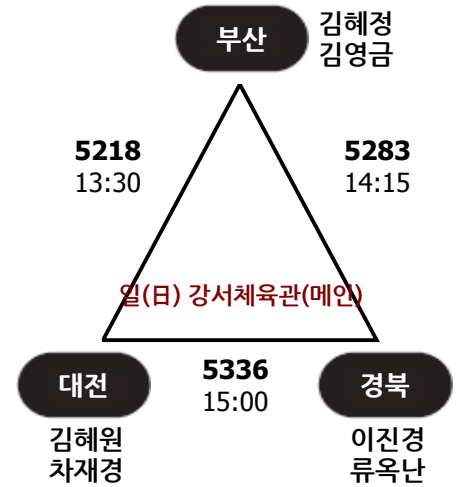 부산
김혜정
김영금
5218
13:30
5283
14:15
일(日) 강서체육관(메인)
5336
15:00
대전
김혜원
차재경
경북
이진경
류옥난